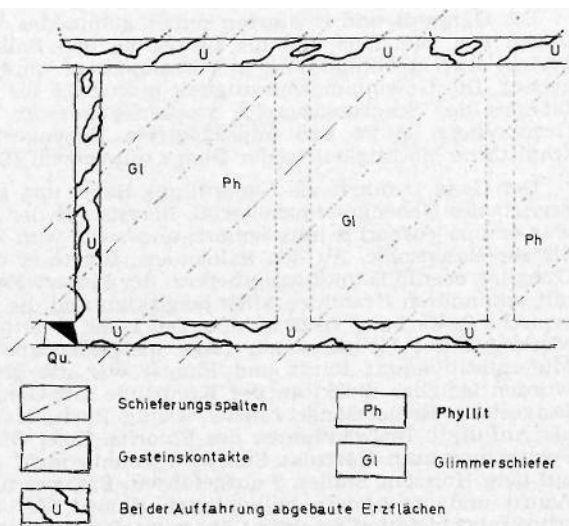 U U U
Gl
Ph
Gl
Ph
U
U U U
Qu.
Schieferungsspalten
Ph Phyllit
Gesteinskontakte
Gl Glimmerschiefer
U Bei der Auffahrung abgebaute Erzflächen